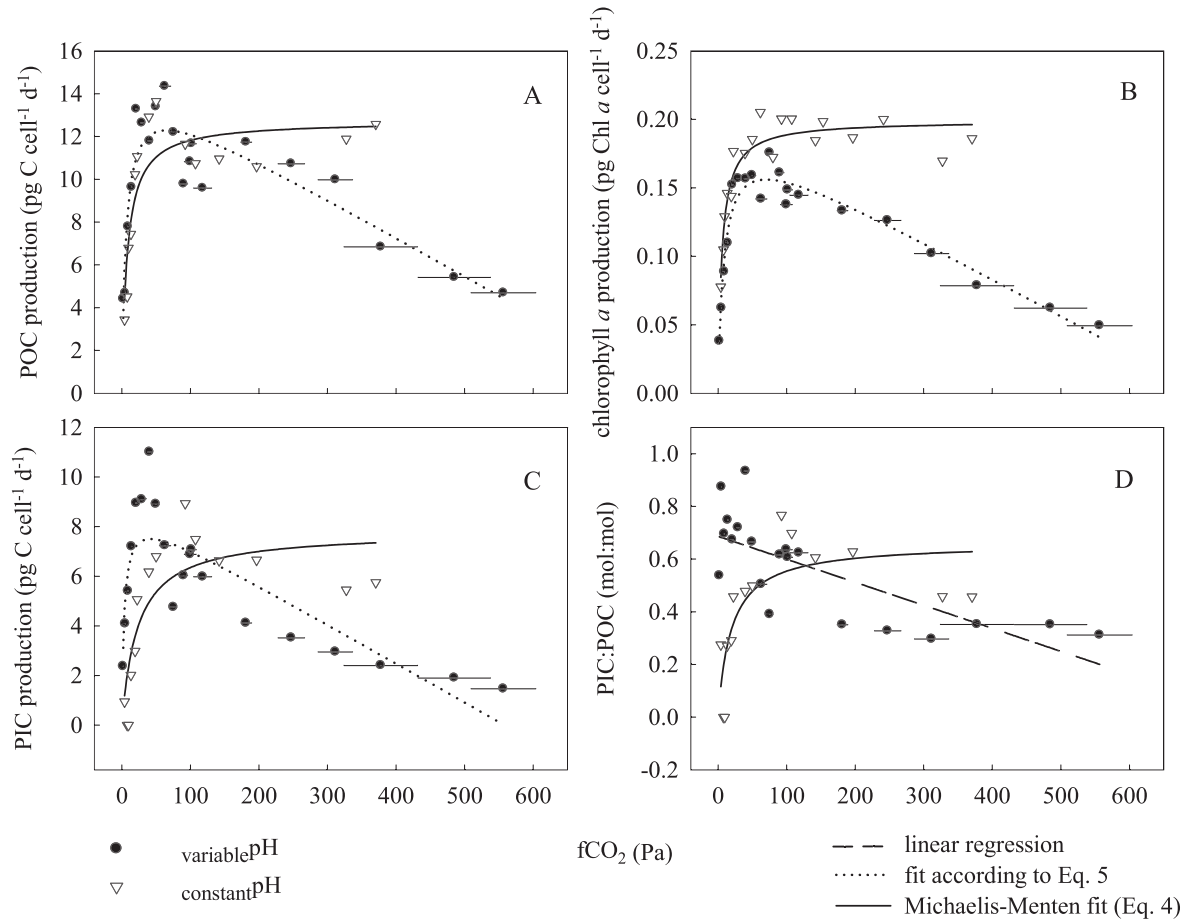 POC production (pg C cell-1 d-1)
16
14
12
10
8
6
4
2
0
A
chlorophyll a production (pg Chl a cell-1 d-1)
0.25
0.20
0.15
0.10
0.05
0.00
B
PIC production (pg C cell-1 d-1)
12
10
8
6
4
2
0
C
0 100 200 300 400 500 600
PIC:POC (mol:mol)
1.0
0.8
0.6
0.4
0.2
0.0
-0.2
D
0 100 200 300 400 500 600
fCO2 (Pa)
variablepH
constantpH
linear regression
fit according to Eq. 5
Michaelis-Menten fit (Eq. 4)